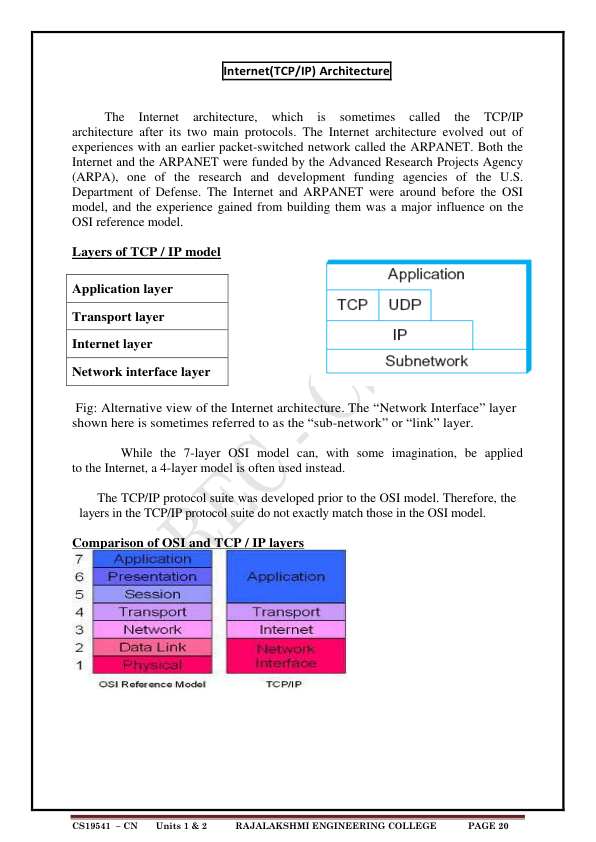 Internet(TCP/IP) Architecture
The Internet architecture, which is sometimes called the TCP/IP
architecture after its two main protocols. The Internet architecture evolved out of
experiences with an earlier packet-switched network called the ARPANET. Both the
Internet and the ARPANET were funded by the Advanced Research Projects Agency
(ARPA), one of the research and development funding agencies of the U.S.
Department of Defense. The Internet and ARPANET were around before the OSI
model, and the experience gained from building them was a major influence on the
OSI reference model.
Layers of TCP / IP model
Application layer
Transport layer
Internet layer
Network interface layer
Application
TCP UDP
IP
Subnetwork
Fig: Alternative view of the Internet architecture. The “Network Interface” layer
shown here is sometimes referred to as the “sub-network” or “link” layer.
While the 7-layer OSI model can, with some imagination, be applied
to the Internet, a 4-layer model is often used instead.
The TCP/IP protocol suite was developed prior to the OSI model. Therefore, the
layers in the TCP/IP protocol suite do not exactly match those in the OSI model.
Comparison of OSI and TCP / IP layers
7 Application
6 Presentation
5 Session
4 Transport
3 Network
2 Data Link
1 Physical
OSI Reference Model
Application
Transport
Internet
Network
Interface
TCP/IP
REC - C
CS19541 – CN Units 1 & 2 RAJALAKSHMI ENGINEERING COLLEGE PAGE 20